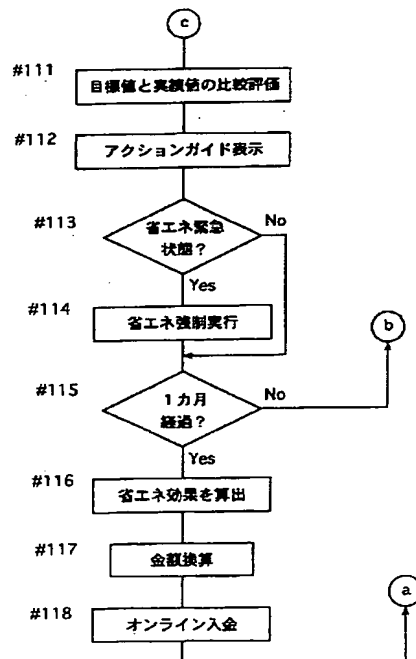 c
#111
目標値と実績値の比較評価
#112
アクションガイド表示
#113
省エネ緊急
状態?
No
Yes
#114
省エネ強制実行
b
#115
1カ月
経過?
No
Yes
#116
省エネ効果を算出
#117
金額換算
a
#118
オンライン入金